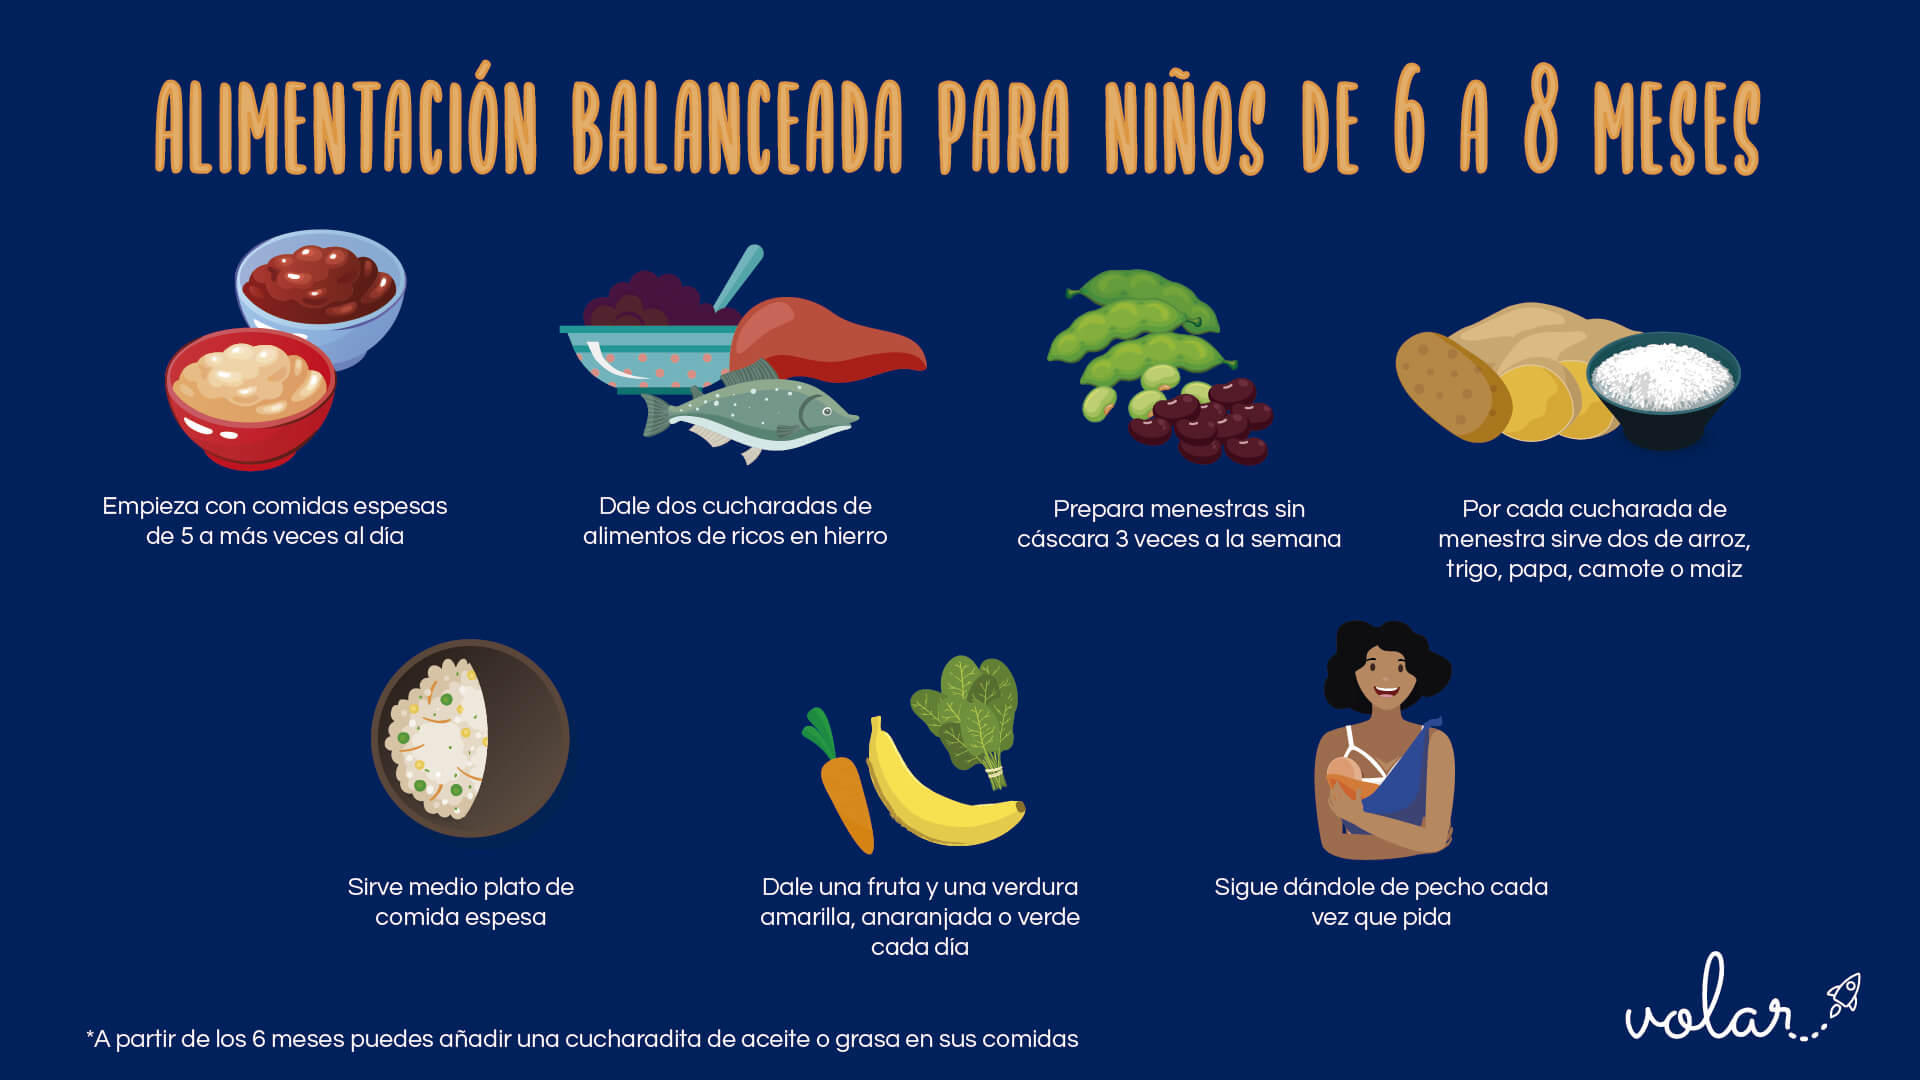 ALIMENTACIÓN BALANCEADA PARA NIÑOS DE 6 A 8 MESES
Empieza con comidas espesas
de 5 a más veces al día
Dale dos cucharadas de
alimentos de ricos en hierro
Prepara menestras sin
cáscara 3 veces a la semana
Por cada cucharada de
menestra sirve dos de arroz,
trigo, papa, camote o maiz
Sirve medio plato de
comida espesa
Dale una fruta y una verdura
amarilla, anaranjada o verde
cada día
Sigue dándole de pecho cada
vez que pida
*A partir de los 6 meses puedes añadir una cucharadita de aceite o grasa en sus comidas
volar